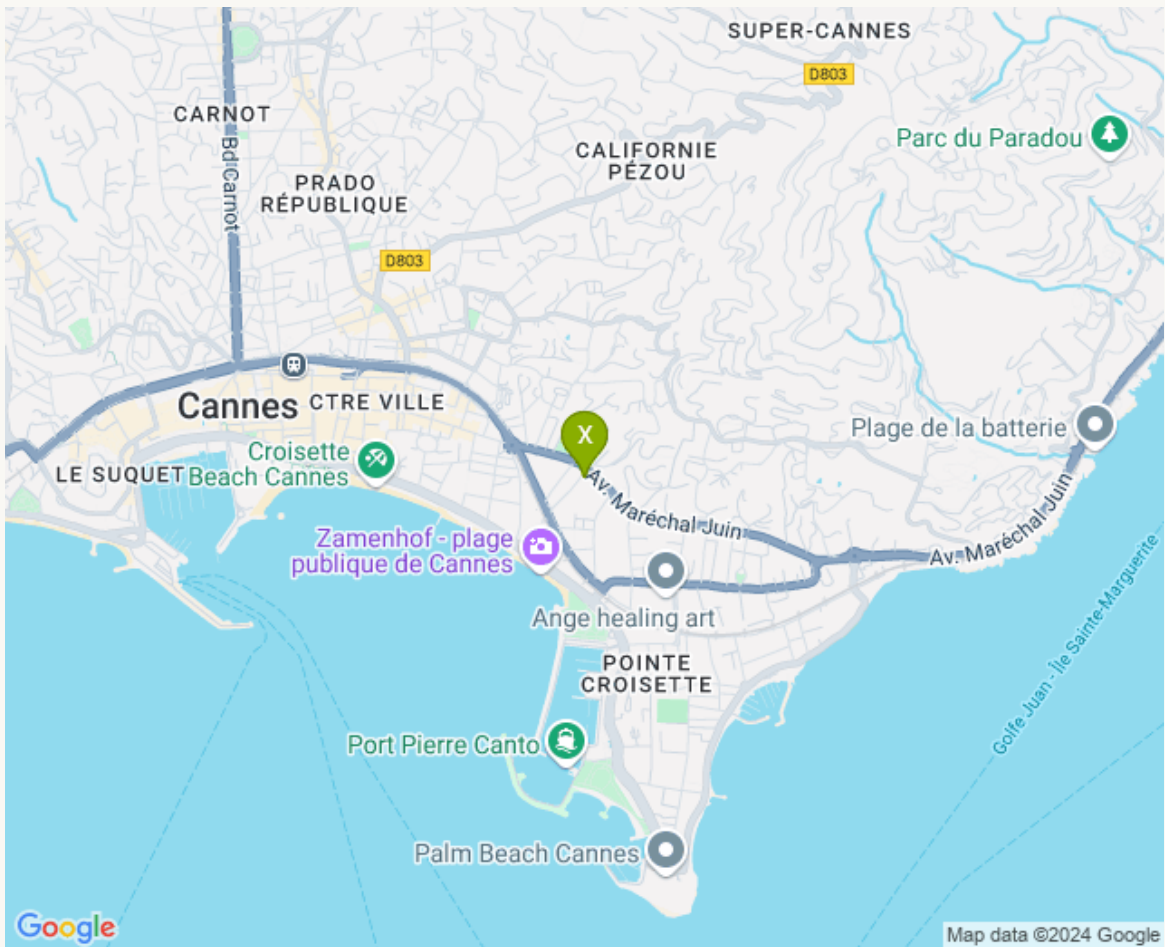 SUPER-CANNES
D803
CARNOT
Parc du Paradou
CALIFORNIE
PÉZOU
Bd Carnot
PRADO
RÉPUBLIQUE
D803
Cannes
CTRE VILLE
X
Plage de la batterie
LE SUQUET
Croisette
Beach Cannes
Av. Maréchal Juin
Zamenhof - plage
publique de Cannes
Av. Maréchal Juin
Ange healing art
Golfe Juan - Île Sainte-Marguerite
POINTE
CROISETTE
Port Pierre Canto
Palm Beach Cannes
Google
Map data ©2024 Google